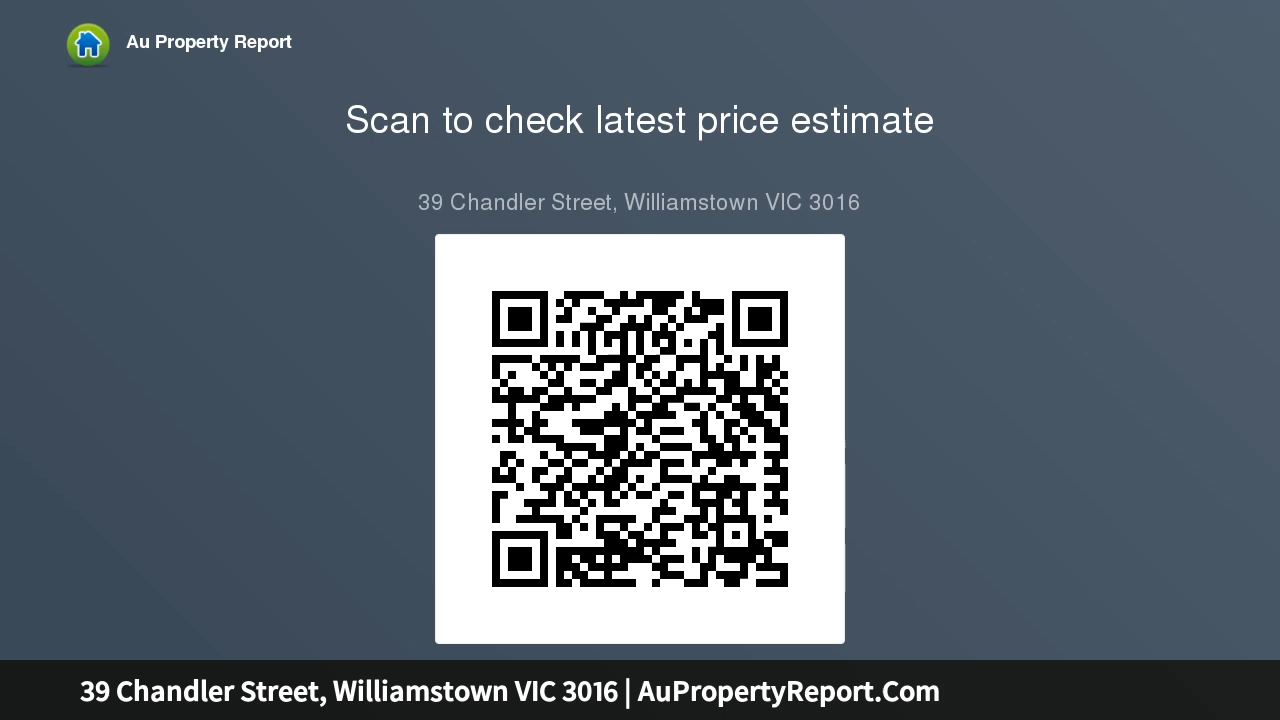 Au Property Report
Scan to check latest price estimate
39 Chandler Street, Williamstown VIC 3016
39 Chandler Street, Williamstown VIC 3016 | AuPropertyReport.Com